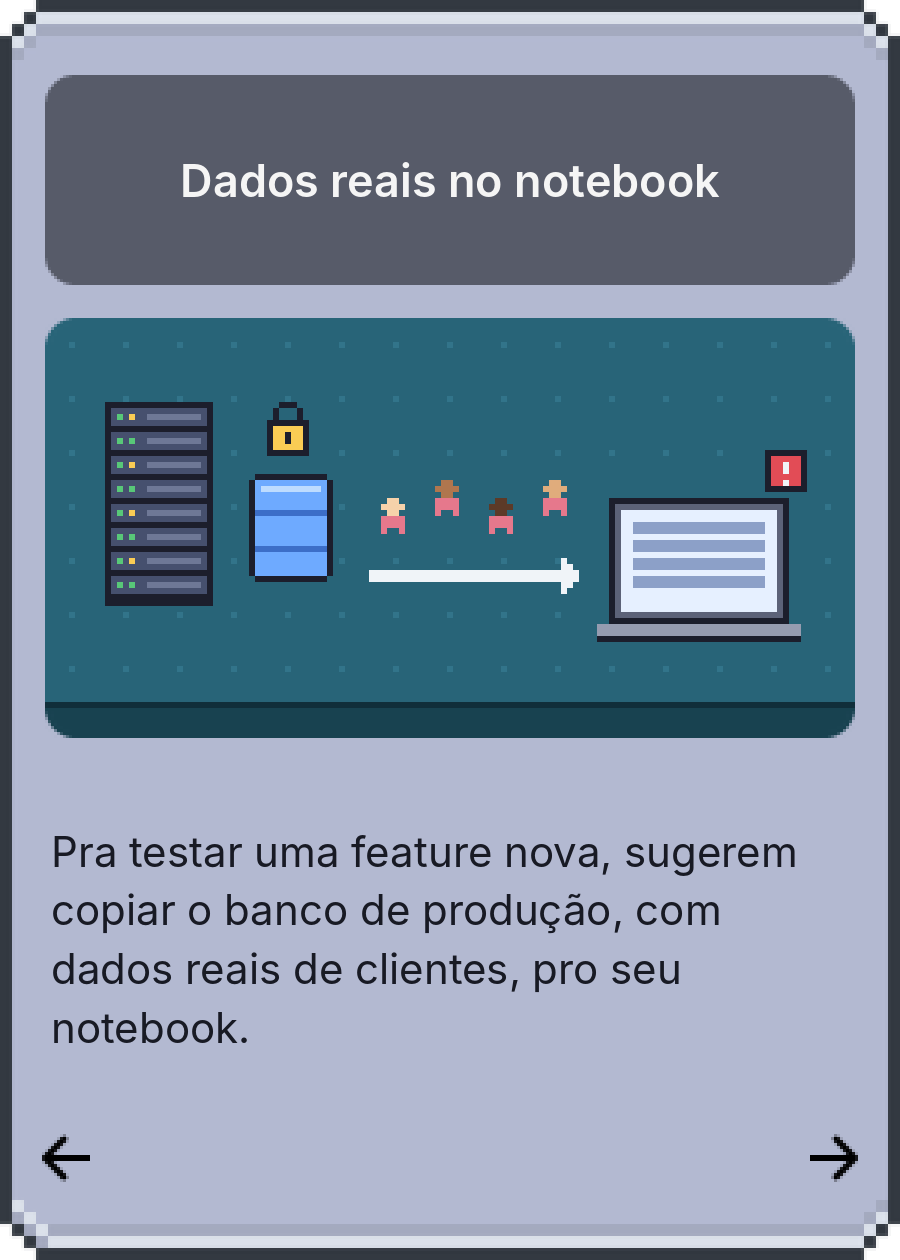 Dados reais no notebook
Pra testar uma feature nova, sugerem
copiar o banco de produção, com
dados reais de clientes, pro seu
notebook.